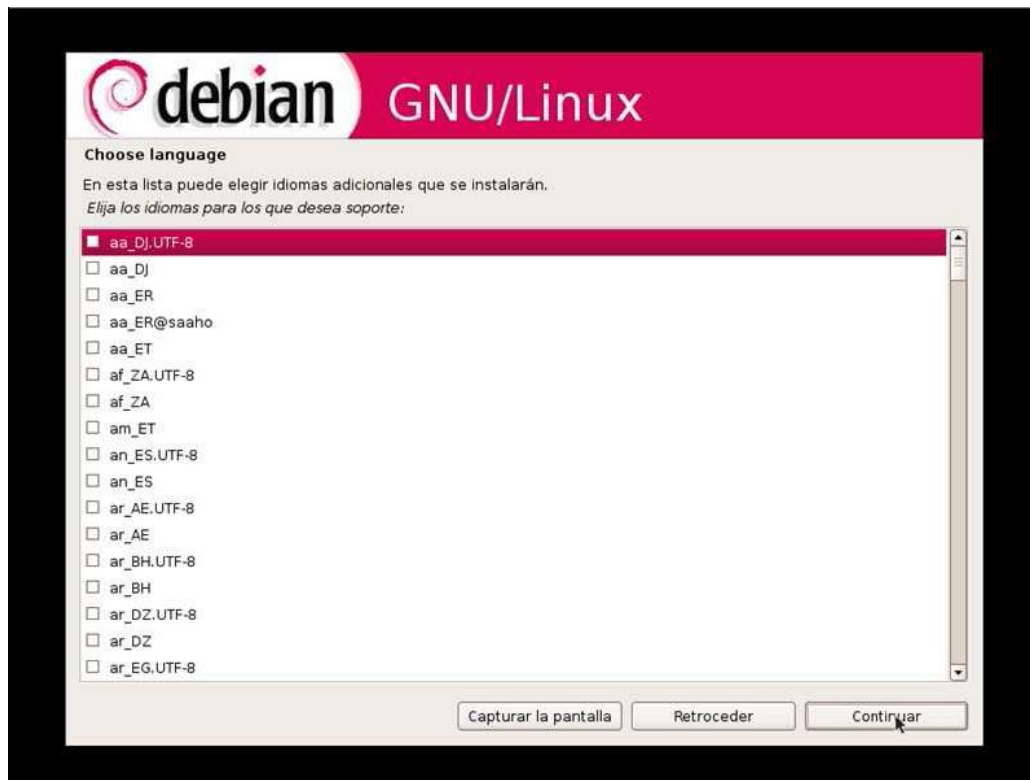 debian GNU/Linux
Choose language
En esta lista puede elegir idiomas adicionales que se instalarán.
Elija los idiomas para los que desea soporte:
aa_DJ.UTF-8
aa_DJ
aa_ER
aa_ER@saaho
aa_ET
af_ZA.UTF-8
af_ZA
am_ET
an_ES.UTF-8
an_ES
ar_AE.UTF-8
ar_AE
ar_BH.UTF-8
ar_BH
ar_DZ.UTF-8
ar_DZ
ar_EG.UTF-8
Capturar la pantalla Retroceder Continuar